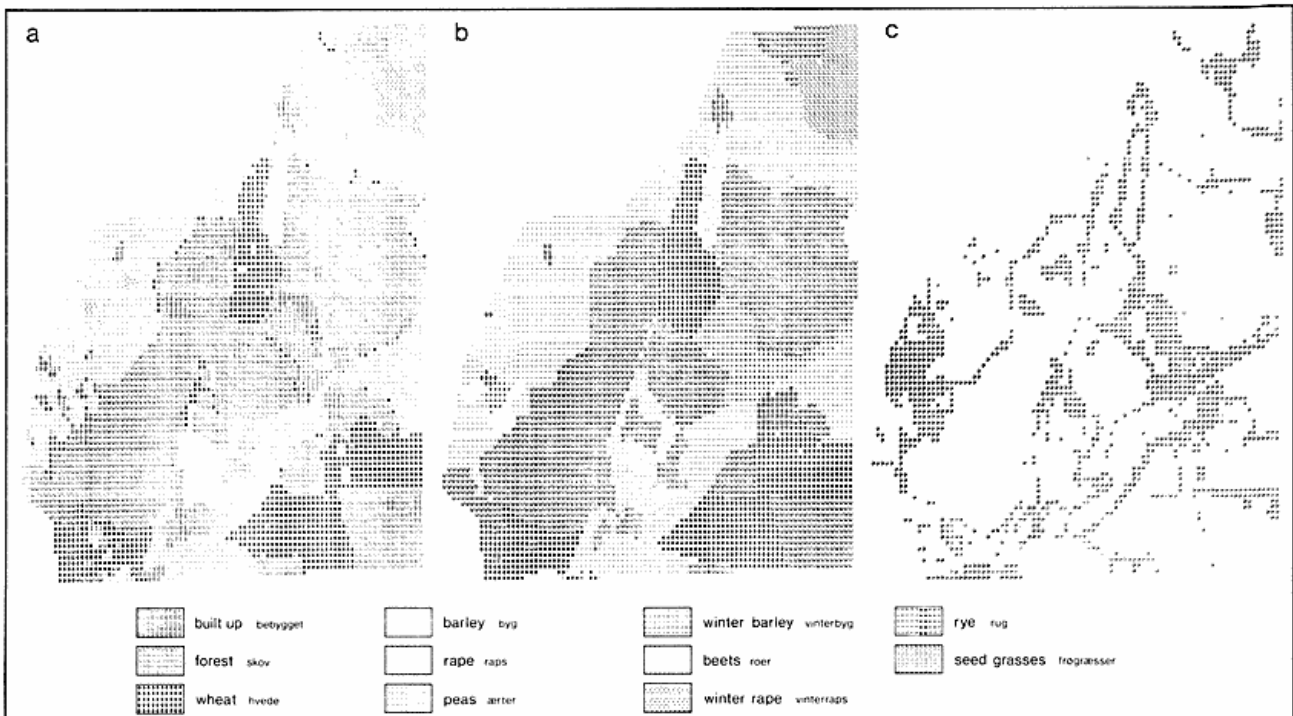 a b c
built up bebygget barley byg winter barley vinterbyg rye rug
forest skov rape raps beets roer seed grasses frøgræsser
wheat hvede peas ærter winter rape vinterraps